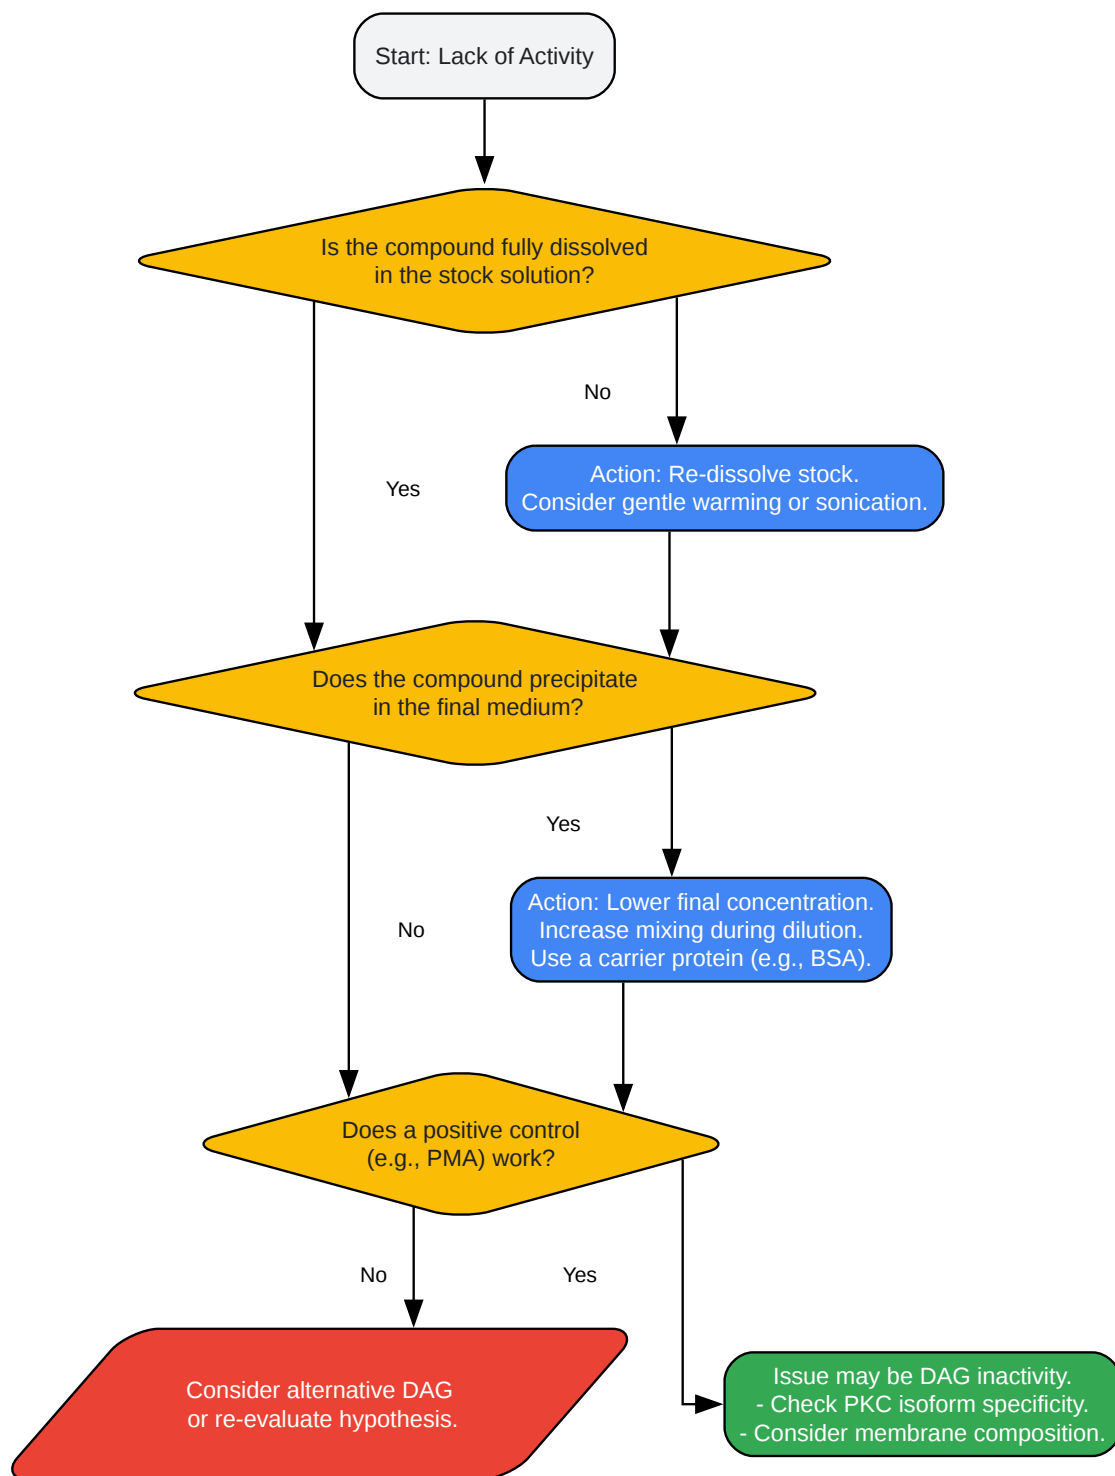 Start: Lack of Activity
Is the compound fully dissolved
in the stock solution?
No
Action: Re-dissolve stock.
Consider gentle warming or sonication.
Yes
Does the compound precipitate
in the final medium?
Yes
Action: Lower final concentration.
Increase mixing during dilution.
Use a carrier protein (e.g., BSA).
No
Does a positive control
(e.g., PMA) work?
No
Yes
Consider alternative DAG
or re-evaluate hypothesis.
Issue may be DAG inactivity.
- Check PKC isoform specificity.
- Consider membrane composition.